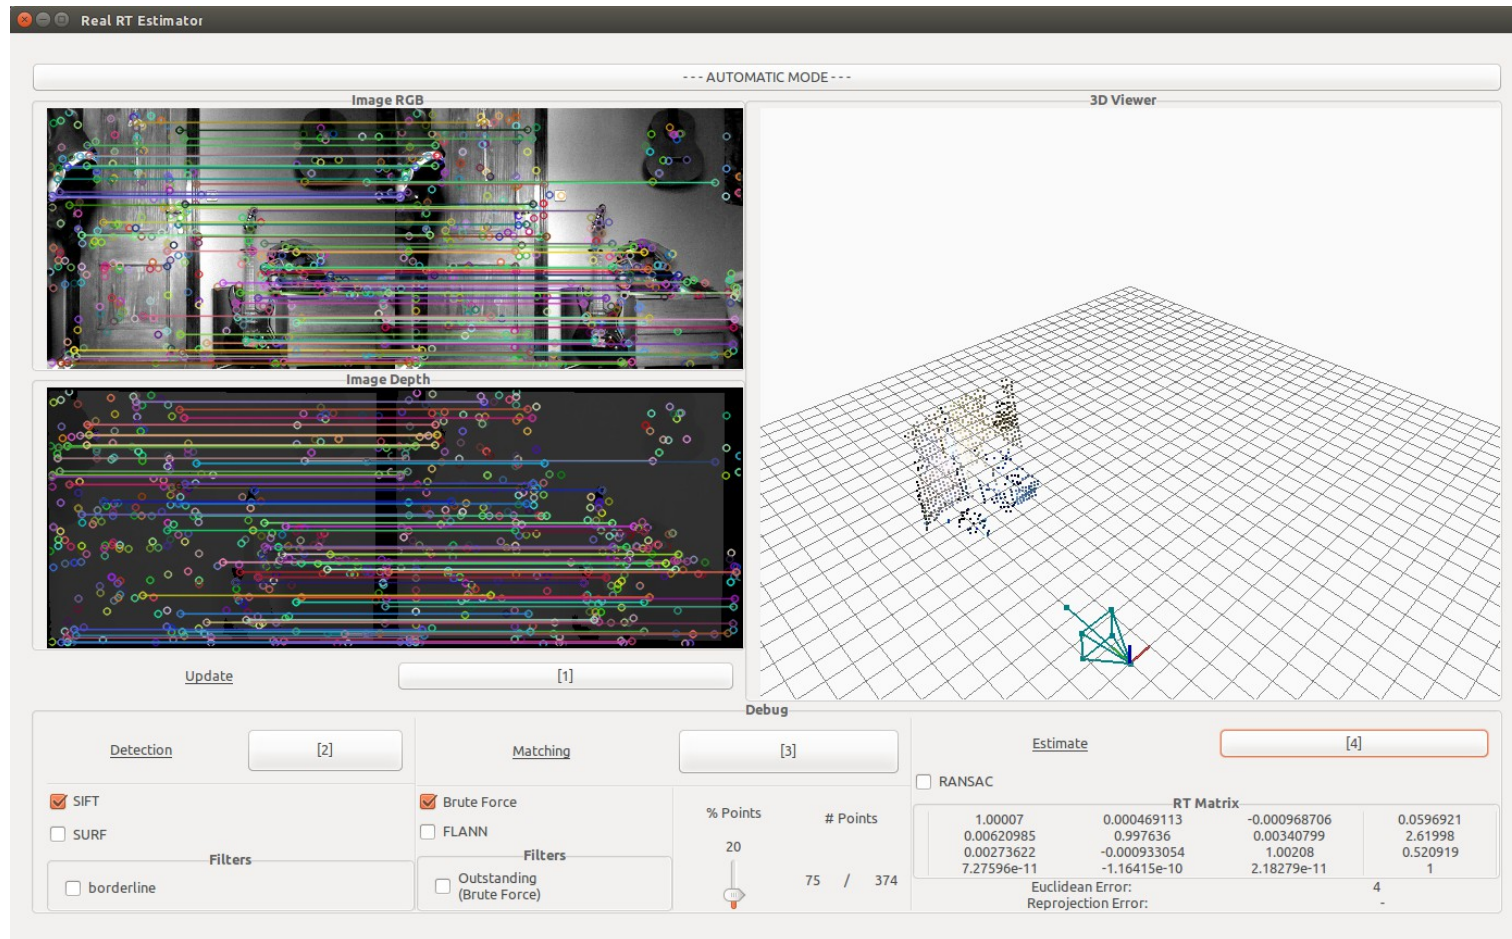 Real RT Estimator
- - - AUTOMATIC MODE - - -
Image RGB
3D Viewer
Image Depth
Update
[1]
Debug
Detection
[2]
Matching
[3]
Estimate
[4]
SIFT
SURF
Filters
borderline
Brute Force
FLANN
Filters
Outstanding
(Brute Force)
% Points
# Points
20
75 / 374
RANSAC
RT Matrix
1.00007 0.000469113 -0.000968706 0.0596921
0.00620985 0.997636 0.00340799 2.61998
0.00273622 -0.000933054 1.00208 0.520919
7.27596e-11 -1.16415e-10 2.18279e-11 1
Euclidean Error: 4
Reprojection Error: -